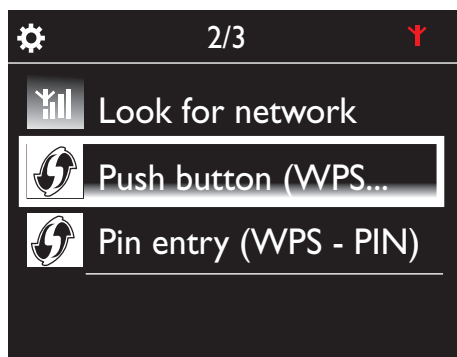 2/3
Look for network
Push button (WPS...
Pin entry (WPS - PIN)